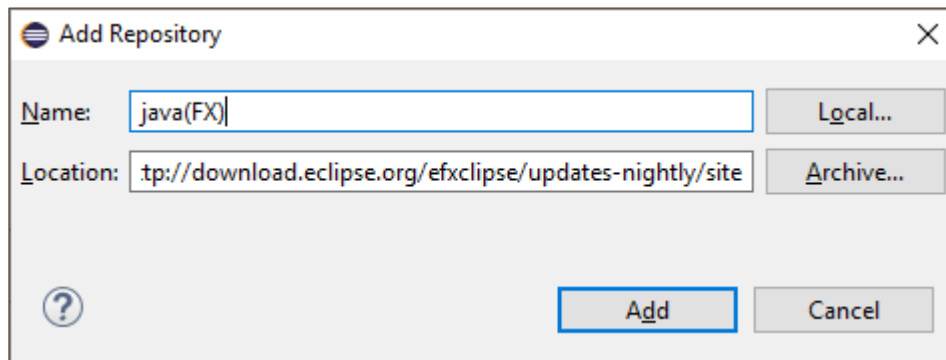 Add Repository
Name: java(FX) Local...
Location: :tp://download.eclipse.org/efxclipse/updates-nightly/site Archive...
? Add Cancel